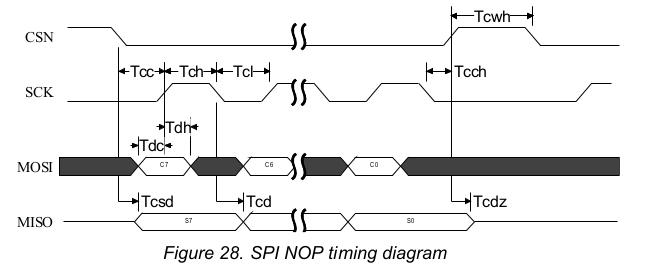 Tcwh
CSN
Tcc Tch Tcl Tcch
SCK
Tdh
Tdc
MOSI C7 C6 C0
Tcsd Tcd Tcdz
MISO S7 S0
Figure 28. SPI NOP timing diagram